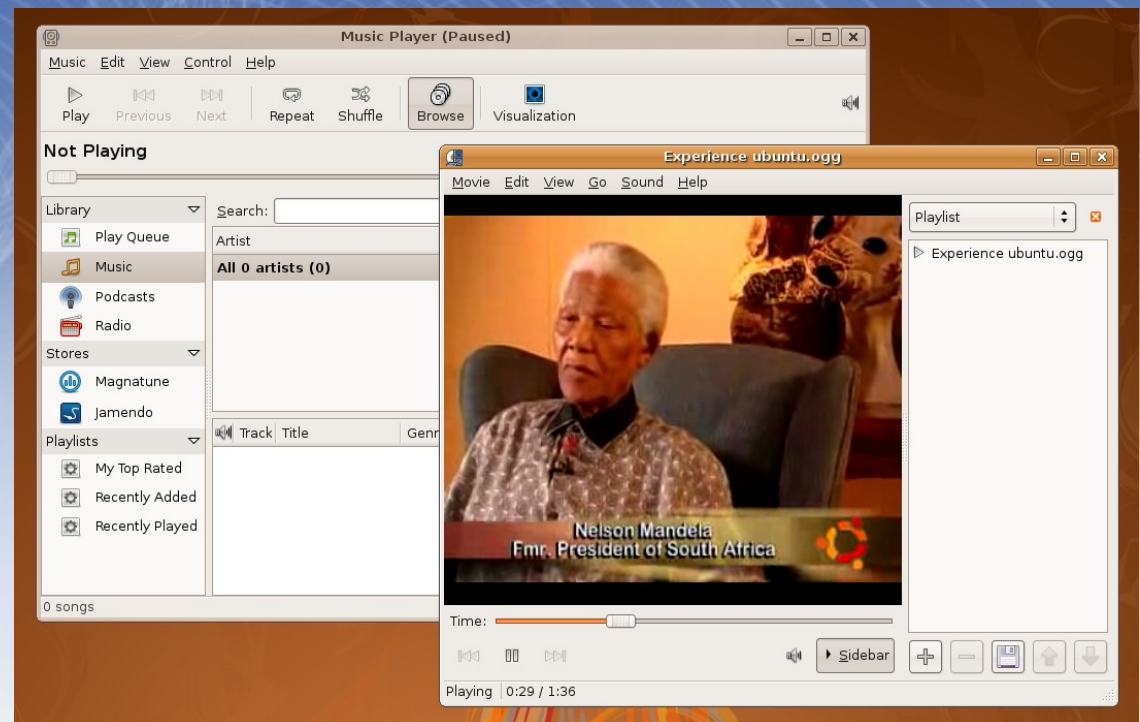 Music Player (Paused)
Music Edit View Control Help
Play Previous Next Repeat Shuffle Browse Visualization
Not Playing
Library
Play Queue
Music
Podcasts
Radio
Stores
Magnatune
Jamendo
Playlists
My Top Rated
Recently Added
Recently Played
Search:
Artist
All 0 artists (0)
Track Title Genr
0 songs
Experience ubuntu.ogg
Movie Edit View Go Sound Help
Nelson Mandela
Fmr. President of South Africa
Playlist
Experience ubuntu.ogg
Time:
Sidebar
Playing 0:29 / 1:36